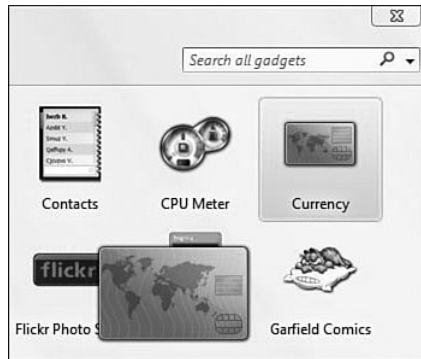 Search all gadgets
Contacts
CPU Meter
Currency
flickr
Flickr Photo S
Garfield Comics